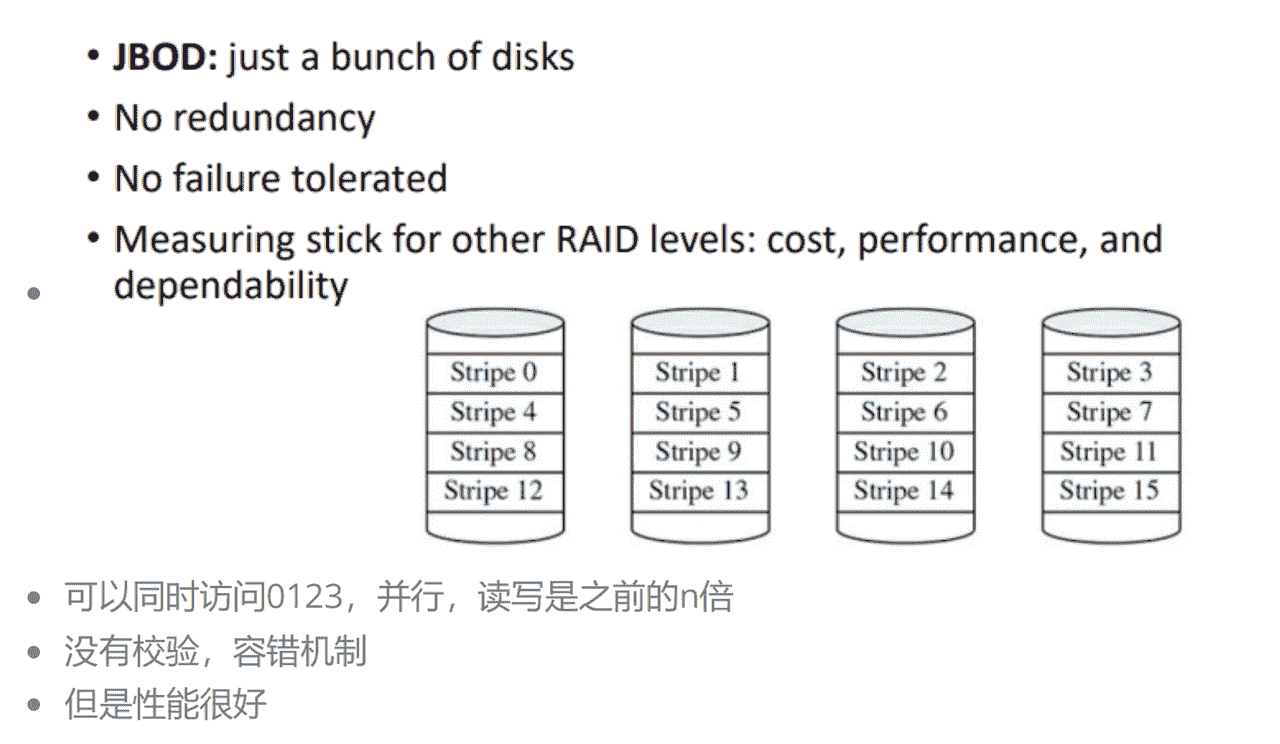 • JBOD: just a bunch of disks
• No redundancy
• No failure tolerated
• Measuring stick for other RAID levels: cost, performance, and
dependability
Stripe 0 Stripe 1 Stripe 2 Stripe 3
Stripe 4 Stripe 5 Stripe 6 Stripe 7
Stripe 8 Stripe 9 Stripe 10 Stripe 11
Stripe 12 Stripe 13 Stripe 14 Stripe 15
• 可以同时访问0123，并行，读写是之前的n倍
• 没有校验，容错机制
• 但是性能很好